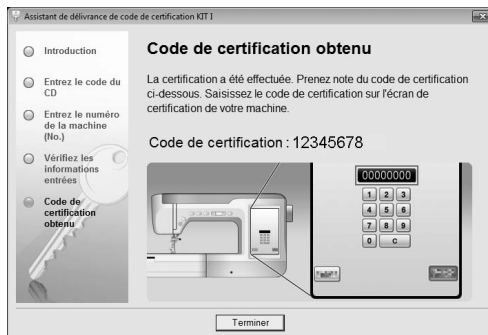 Assistant de délivrance de code de certification KIT I
Introduction
Entrez le code du
CD
Entrez le numéro
de la machine
(No.)
Vérifiez les
informations
entrées
Code de
certification
obtenu
Code de certification obtenu
La certification a été effectuée. Prenez note du code de certification
ci-dessous. Saisissez le code de certification sur l'écran de
certification de votre machine.
Code de certification : 12345678
00000000
1 2 3
4 5 6
7 8 9
0 C
Terminer